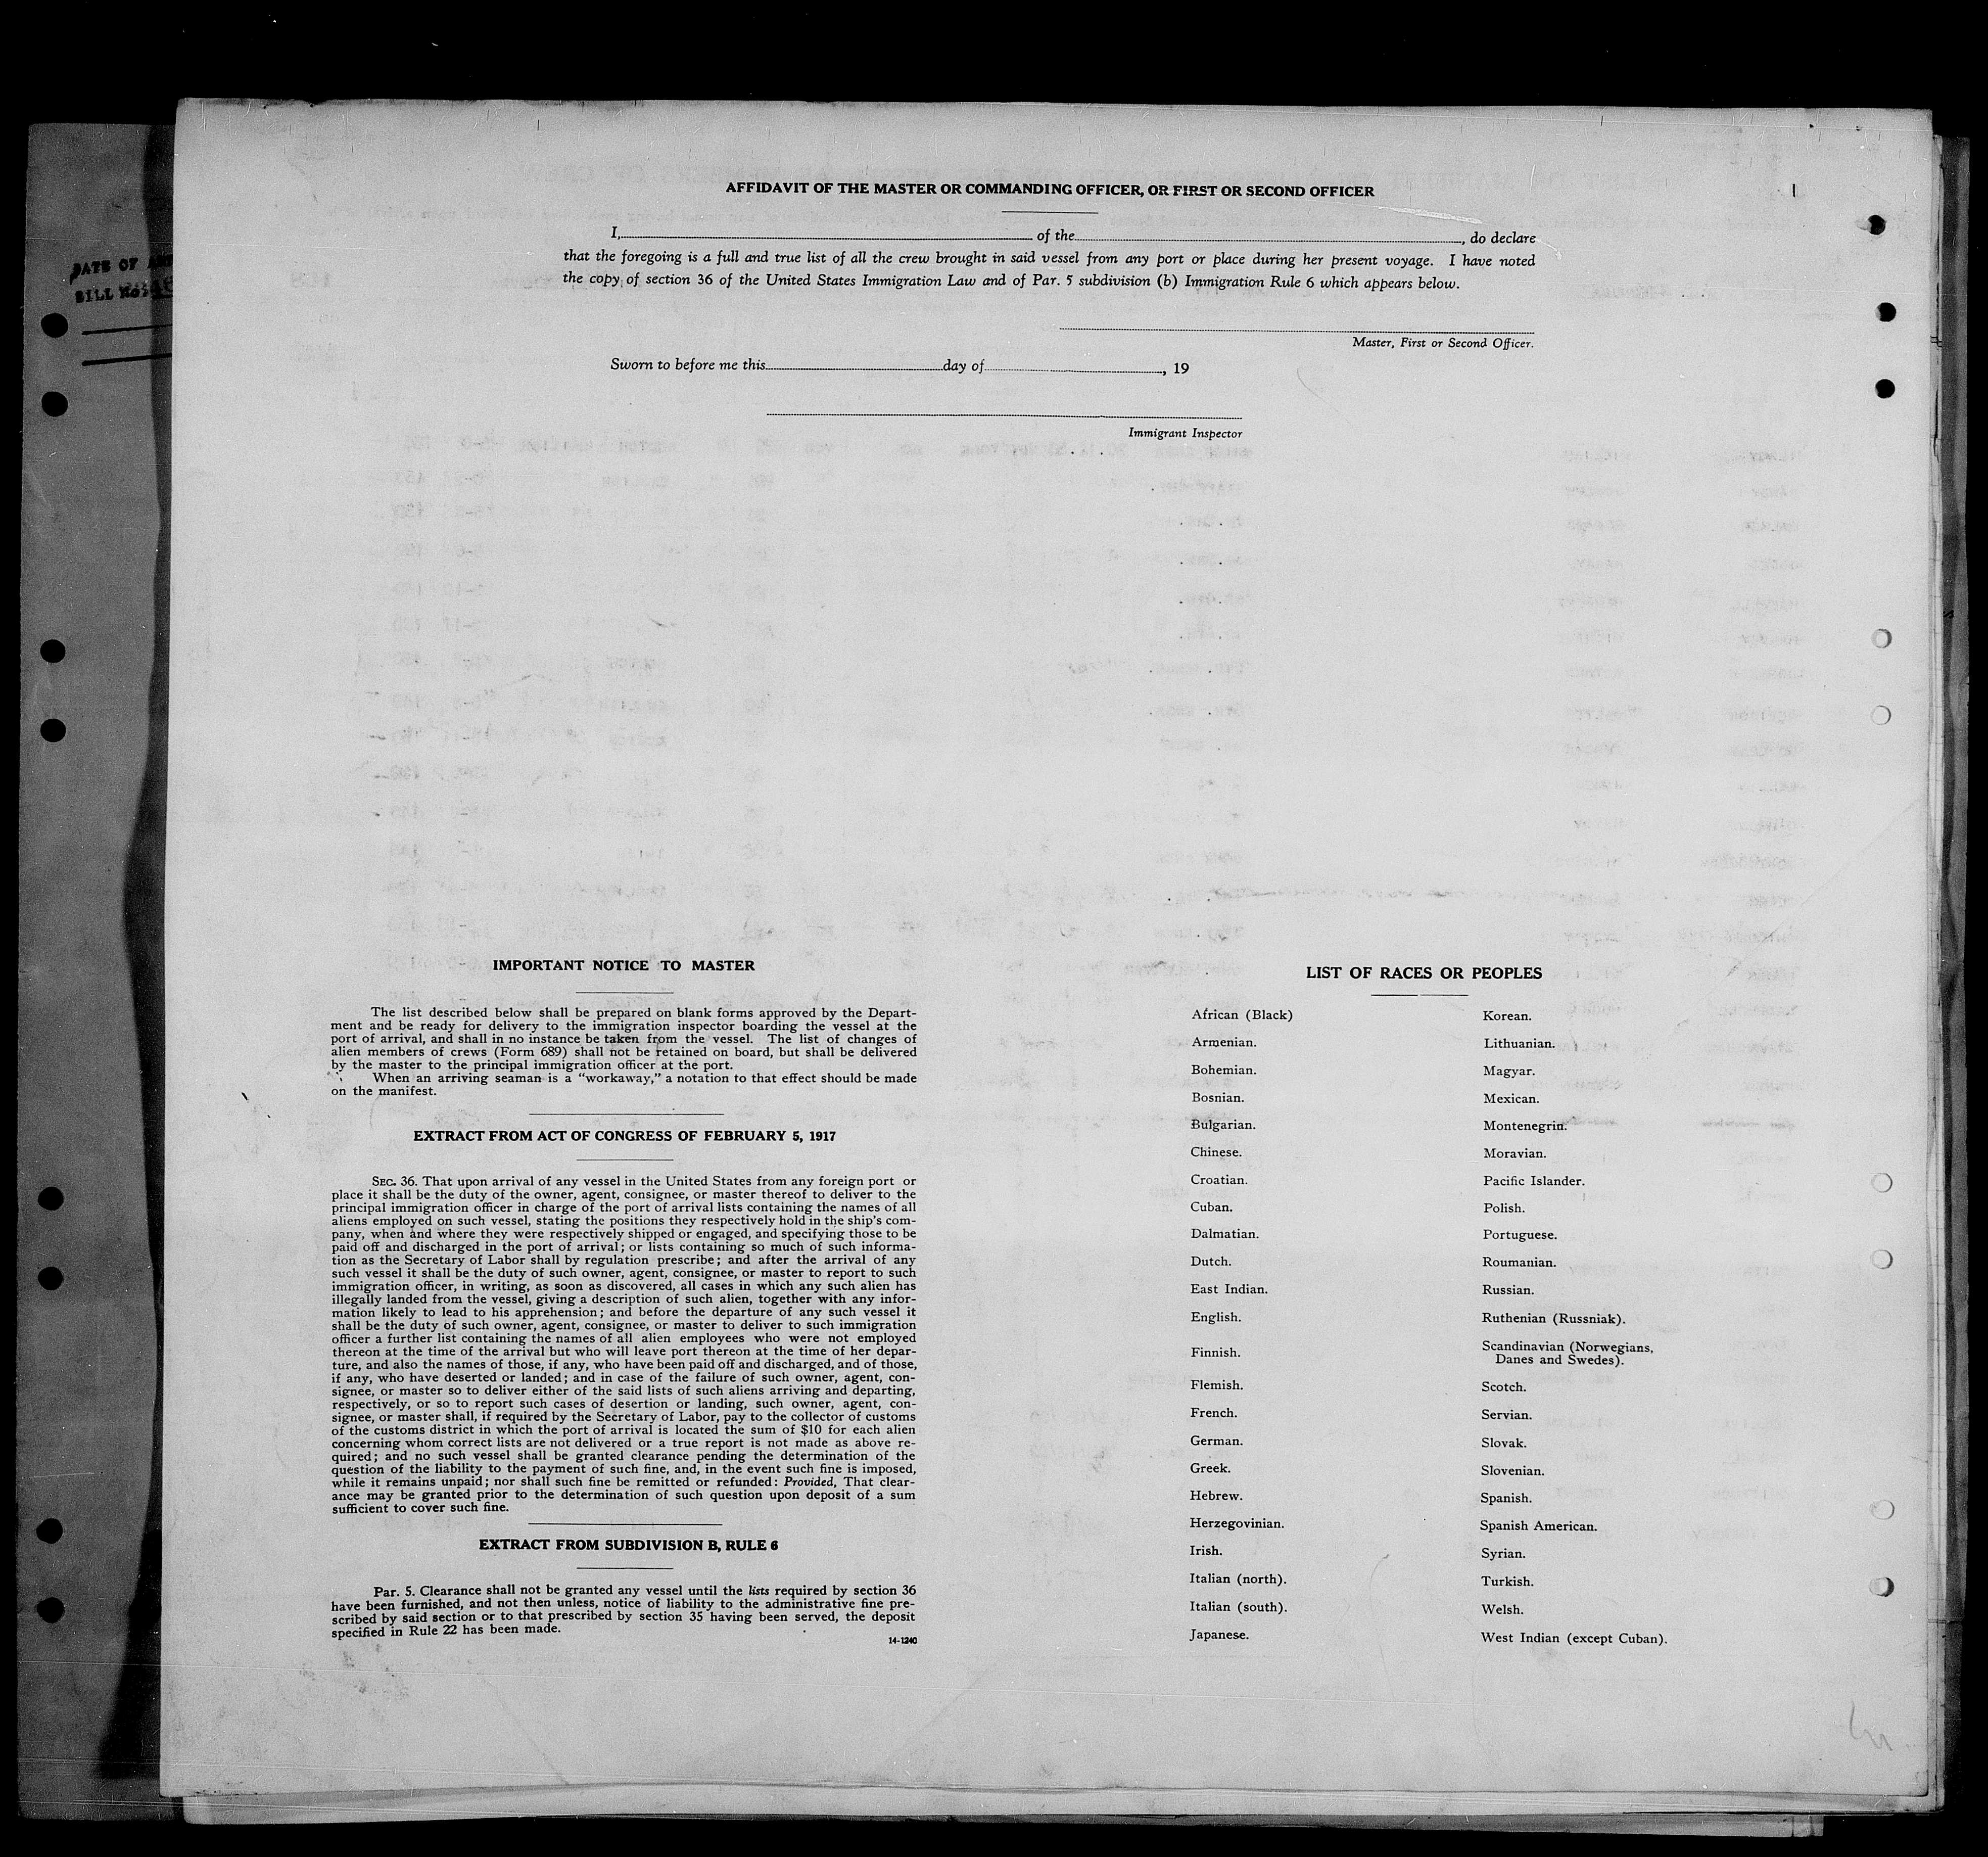 AFFIDAVIT OF THE MASTER OR COMMANDING OFFICER, OR FIRST OR SECOND OFFICER
I, of the , do declare
that the foregoing is a full and true list of all the crew brought in said vessel from any port or place during her present voyage. I have noted
the copy of section 36 of the United States Immigration Law and of Par. 5 subdivision (b) Immigration Rule 6 which appears below.
Master, First or Second Officer.
Sworn to before me this day of , 19
Immigrant Inspector
DATE OF
BILL NO.
IMPORTANT NOTICE TO MASTER
The list described below shall be prepared on blank forms approved by the Depart-
ment and be ready for delivery to the immigration inspector boarding the vessel at the
port of arrival, and shall in no instance be taken from the vessel. The list of changes of
alien members of crews (Form 689) shall not be retained on board, but shall be delivered
by the master to the principal immigration officer at the port.
When an arriving seaman is a “workaway,” a notation to that effect should be made
on the manifest.
EXTRACT FROM ACT OF CONGRESS OF FEBRUARY 5, 1917
SEC. 36. That upon arrival of any vessel in the United States from any foreign port or
place it shall be the duty of the owner, agent, consignee, or master thereof to deliver to the
principal immigration officer in charge of the port of arrival lists containing the names of all
aliens employed on such vessel, stating the positions they respectively hold in the ship's com-
pany, when and where they were respectively shipped or engaged, and specifying those to be
paid off and discharged in the port of arrival; or lists containing so much of such informa-
tion as the Secretary of Labor shall by regulation prescribe; and after the arrival of any
such vessel it shall be the duty of such owner, agent, consignee, or master to report to such
immigration officer, in writing, as soon as discovered, all cases in which any such alien has
illegally landed from the vessel, giving a description of such alien, together with any infor-
mation likely to lead to his apprehension; and before the departure of any such vessel it
shall be the duty of such owner, agent, consignee, or master to deliver to such immigration
officer a further list containing the names of all alien employees who were not employed
thereon at the time of the arrival but who will leave port thereon at the time of her depar-
ture, and also the names of those, if any, who have been paid off and discharged, and of those,
if any, who have deserted or landed; and in case of the failure of such owner, agent, con-
signee, or master so to deliver either of the said lists of such aliens arriving and departing,
respectively, or so to report such cases of desertion or landing, such owner, agent, con-
signee, or master shall, if required by the Secretary of Labor, pay to the collector of customs
of the customs district in which the port of arrival is located the sum of $10 for each alien
concerning whom correct lists are not delivered or a true report is not made as above re-
quired; and no such vessel shall be granted clearance pending the determination of the
question of the liability to the payment of such fine, and, in the event such fine is imposed,
while it remains unpaid; nor shall such fine be remitted or refunded: Provided, That clear-
ance may be granted prior to the determination of such question upon deposit of a sum
sufficient to cover such fine.
EXTRACT FROM SUBDIVISION B, RULE 6
Par. 5. Clearance shall not be granted any vessel until the lists required by section 36
have been furnished, and not then unless, notice of liability to the administrative fine pre-
scribed by said section or to that prescribed by section 35 having been served, the deposit
specified in Rule 22 has been made.
14-1240
LIST OF RACES OR PEOPLES
African (Black)
Armenian.
Bohemian.
Bosnian.
Bulgarian.
Chinese.
Croatian.
Cuban.
Dalmatian.
Dutch.
East Indian.
English.
Finnish.
Flemish.
French.
German.
Greek.
Hebrew.
Herzegovinian.
Irish.
Italian (north).
Italian (south).
Japanese.
Korean.
Lithuanian.
Magyar.
Mexican.
Montenegrin.
Moravian.
Pacific Islander.
Polish.
Portuguese.
Roumanian.
Russian.
Ruthenian (Russniak).
Scandinavian (Norwegians,
Danes and Swedes).
Scotch.
Servian.
Slovak.
Slovenian.
Spanish.
Spanish American.
Syrian.
Turkish.
Welsh.
West Indian (except Cuban).